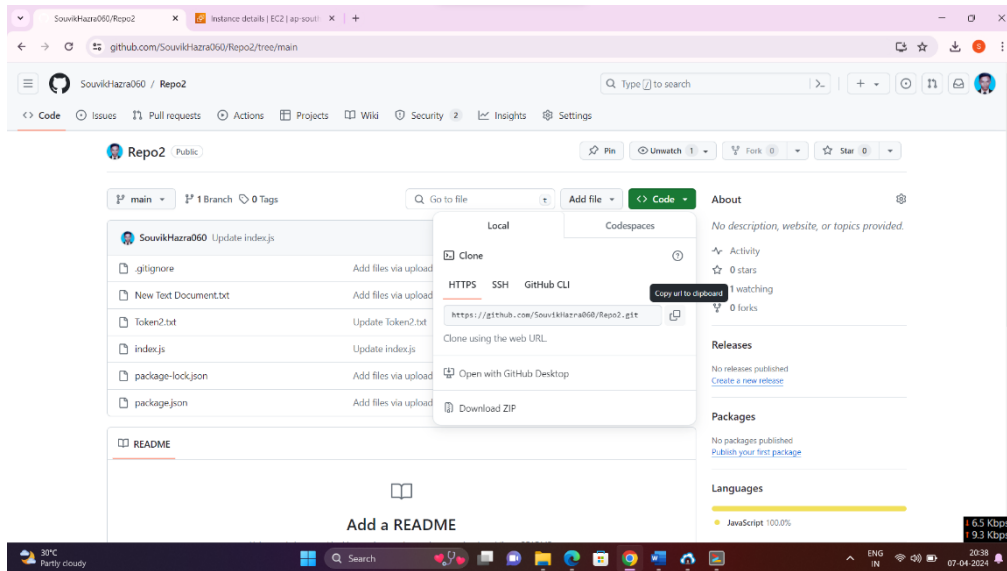 SouvikHazra060/Repo2
Instance details | EC2 | ap-south
github.com/SouvikHazra060/Repo2/tree/main
S
SouvikHazra060 / Repo2
Type / to search
Code
Issues
Pull requests
Actions
Projects
Wiki
Security 2
Insights
Settings
Repo2 Public
Pin
Unwatch 1
Fork 0
Star 0
main
1 Branch
0 Tags
Go to file t
Add file
Code
SouvikHazra060 Update index.js
.gitignore Add files via upload
New Text Document.txt Add files via upload
Token2.txt Update Token2.txt
index.js Update index.js
package-lock.json Add files via upload
package.json Add files via upload
Local
Codespaces
Clone
HTTPS SSH GitHub CLI
Copy url to clipboard
https://github.com/SouvikHazra060/Repo2.git
Clone using the web URL.
Open with GitHub Desktop
Download ZIP
README
Add a README
About
No description, website, or topics provided.
Activity
0 stars
1 watching
0 forks
Releases
No releases published
Create a new release
Packages
No packages published
Publish your first package
Languages
JavaScript 100.0%
6.5 Kbps
9.3 Kbps
30°C
Partly cloudy
Search
ENG
IN
20:38
07-04-2024